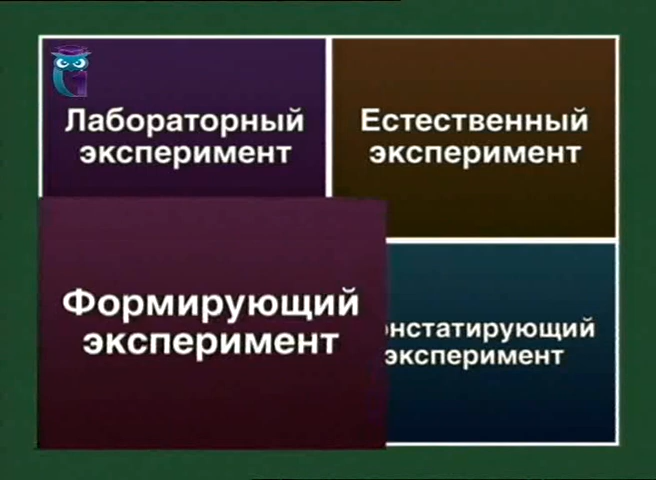 Лабораторный
эксперимент
Естественный
эксперимент
Формирующий
эксперимент
эксперимент